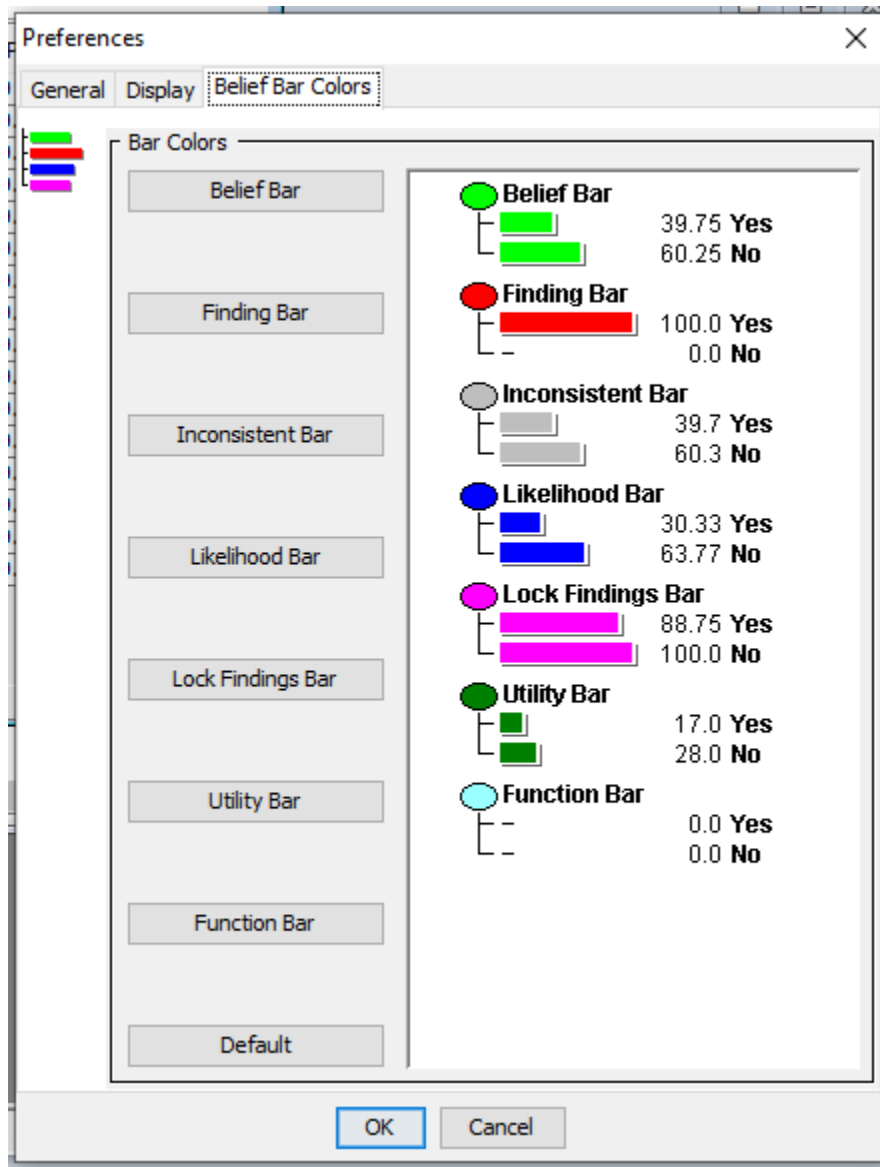 Preferences
General Display Belief Bar Colors
Bar Colors
Belief Bar
Finding Bar
Inconsistent Bar
Likelihood Bar
Lock Findings Bar
Utility Bar
Function Bar
Default
Belief Bar
39.75 Yes
60.25 No
Finding Bar
100.0 Yes
0.0 No
Inconsistent Bar
39.7 Yes
60.3 No
Likelihood Bar
30.33 Yes
63.77 No
Lock Findings Bar
88.75 Yes
100.0 No
Utility Bar
17.0 Yes
28.0 No
Function Bar
0.0 Yes
0.0 No
OK Cancel